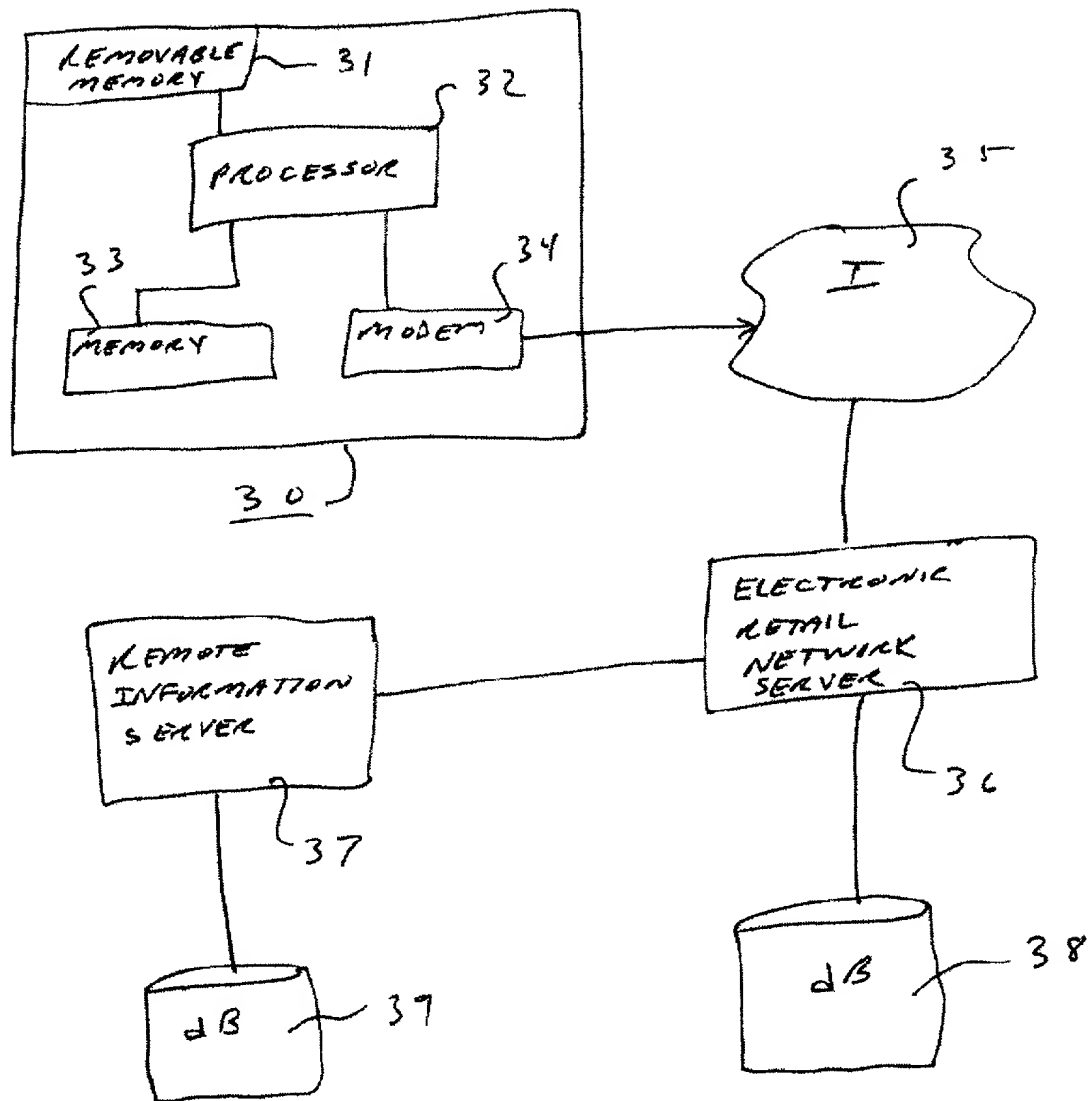 REMOVABLE
MEMORY
31
32
PROCESSOR
35
33
34
I
MEMORY
MODEM
30
ELECTRONIC
RETAIL
NETWORK
SERVER
REMOTE
INFORMATION
SERVER
36
37
dB
38
dB
39